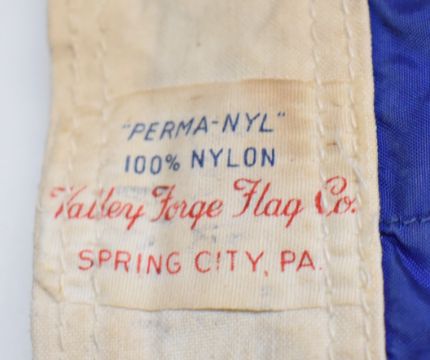 "PERMA-NYL"
100% NYLON
Valley Forge Flag Co.
SPRING CITY, PA.